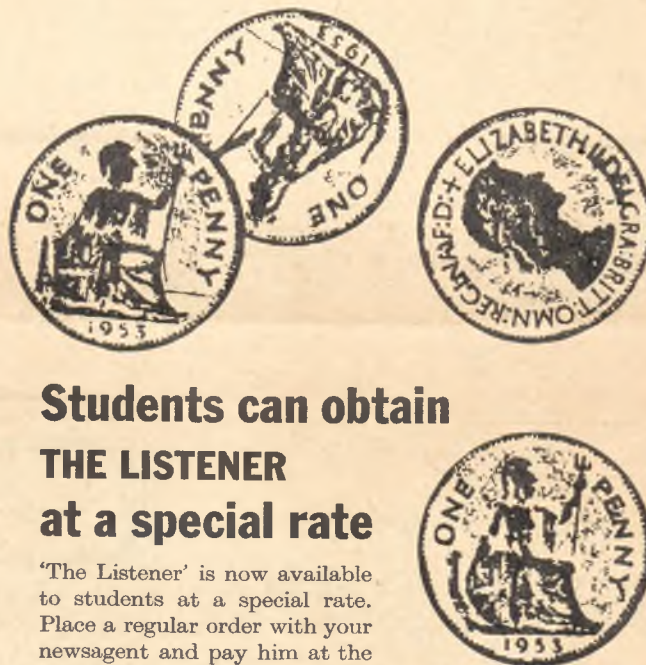 ONE PENNY
1953
ONE PENNY
1953
ELIZABETH II DEI GRA: BRITT: OMN: REGINA F: D: +
Students can obtain
THE LISTENER
at a special rate
'The Listener' is now available
to students at a special rate.
Place a regular order with your
newsagent and pay him at the
ONE PENNY
1953